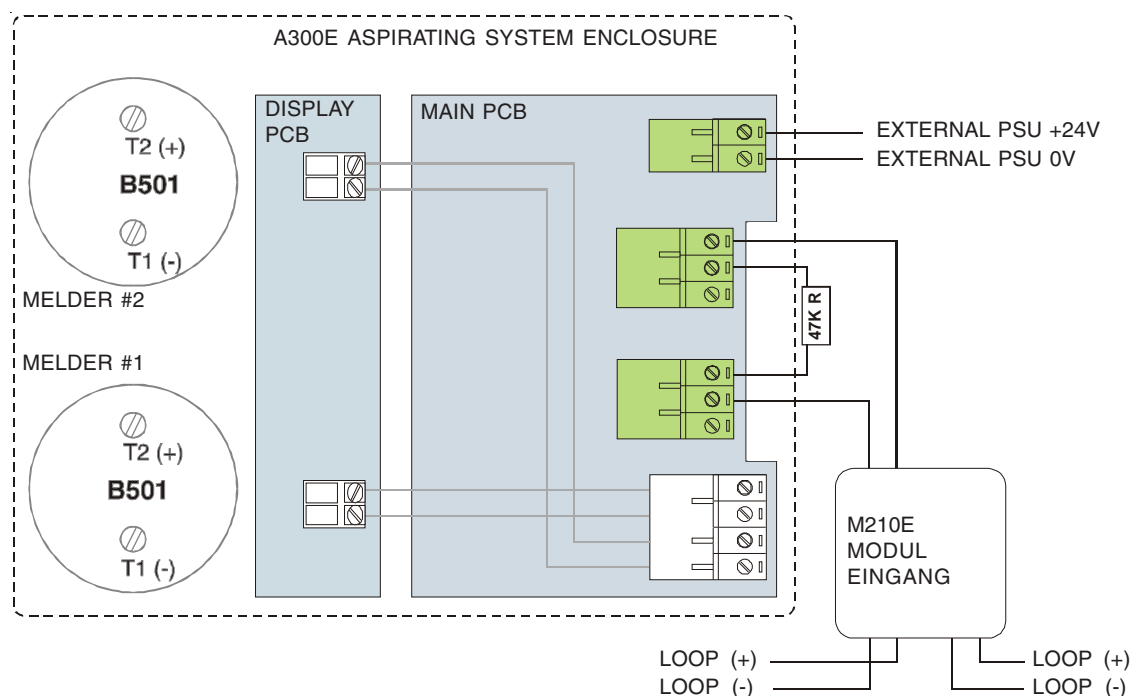 A300E ASPIRATING SYSTEM ENCLOSURE
T2 (+)
B501
T1 (-)
MELDER #2
MELDER #1
T2 (+)
B501
T1 (-)
DISPLAY
PCB
MAIN PCB
EXTERNAL PSU +24V
EXTERNAL PSU 0V
47K R
M210E
MODUL
EINGANG
LOOP (+)
LOOP (-)
LOOP (+)
LOOP (-)